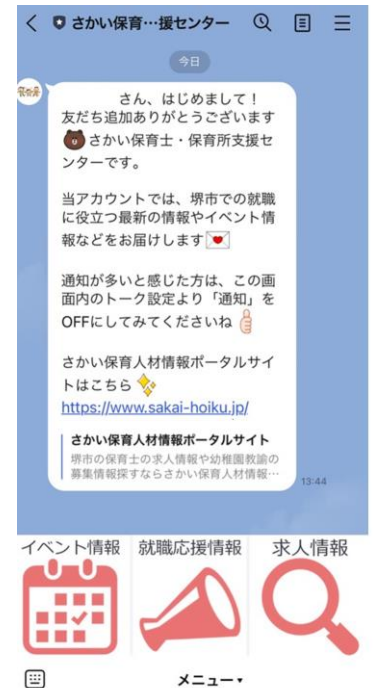 さかい保育…援センター
今日
さん、はじめまして！
友だち追加ありがとうございます
さかい保育士・保育所支援セ
ンターです。
当アカウントでは、堺市での就職
に役立つ最新の情報やイベント情
報などをお届けします
通知が多いと感じた方は、この画
面内のトーク設定より「通知」を
OFFにしてみてくださいね
さかい保育人材情報ポータルサイ
トはこちら
https://www.sakai-hoiku.jp/
さかい保育人材情報ポータルサイト
堺市の保育士の求人情報や幼稚園教諭の
募集情報探すならさかい保育人材情報…
13:44
イベント情報
就職応援情報
求人情報
メニュー